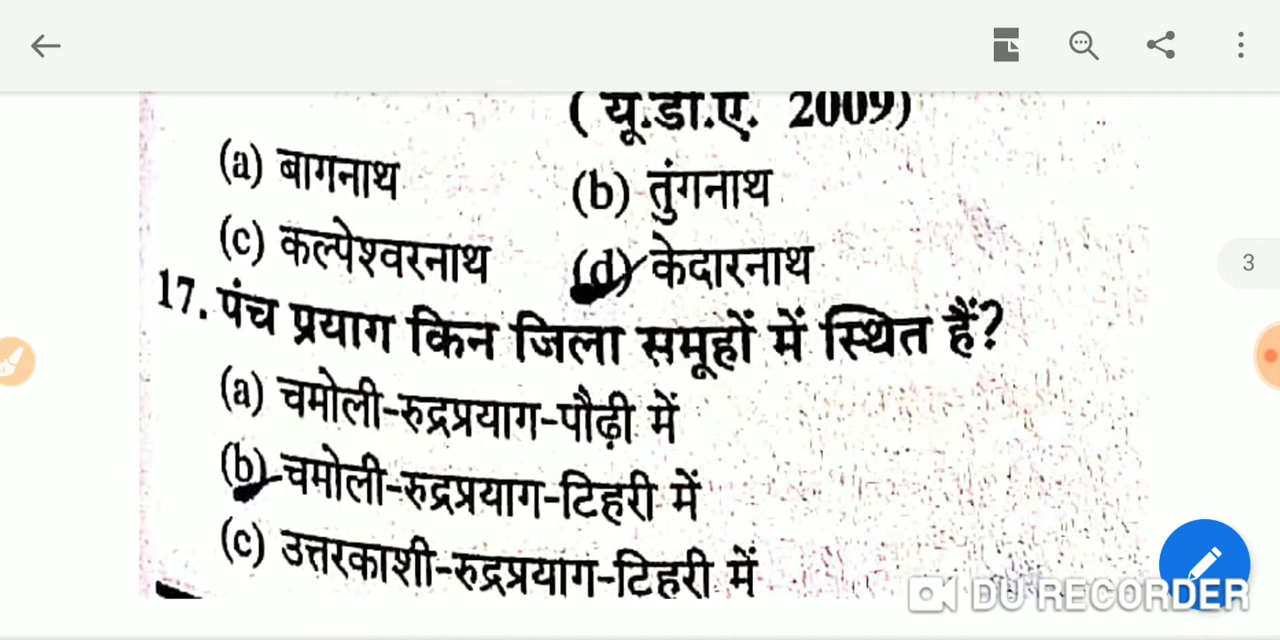 ( यू.डी.ए. 2009)
(a) बागनाथ (b) तुंगनाथ
(c) कल्पेश्वरनाथ (d) केदारनाथ
3
17. पंच प्रयाग किन जिला समूहों में स्थित हैं?
(a) चमोली-रुद्रप्रयाग-पौढ़ी में
(b) चमोली-रुद्रप्रयाग-टिहरी में
(c) उत्तरकाशी-रुद्रप्रयाग-टिहरी में
DU RECORDER